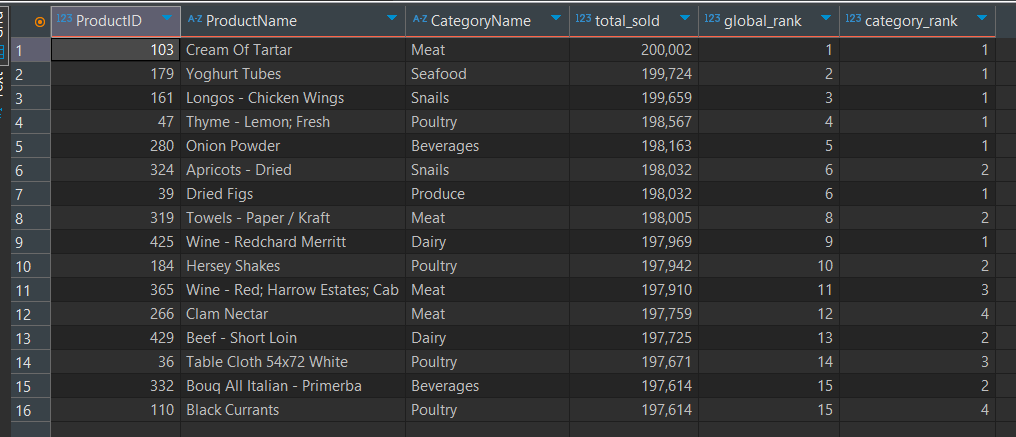 123 ProductID A-Z ProductName A-Z CategoryName 123 total_sold 123 global_rank 123 category_rank
1 103 Cream Of Tartar Meat 200,002 1 1
2 179 Yoghurt Tubes Seafood 199,724 2 1
3 161 Longos - Chicken Wings Snails 199,659 3 1
4 47 Thyme - Lemon; Fresh Poultry 198,567 4 1
5 280 Onion Powder Beverages 198,163 5 1
6 324 Apricots - Dried Snails 198,032 6 2
7 39 Dried Figs Produce 198,032 6 1
8 319 Towels - Paper / Kraft Meat 198,005 8 2
9 425 Wine - Redchard Merritt Dairy 197,969 9 1
10 184 Hersey Shakes Poultry 197,942 10 2
11 365 Wine - Red; Harrow Estates; Cab Meat 197,910 11 3
12 266 Clam Nectar Meat 197,759 12 4
13 429 Beef - Short Loin Dairy 197,725 13 2
14 36 Table Cloth 54x72 White Poultry 197,671 14 3
15 332 Bouq All Italian - Primerba Beverages 197,614 15 2
16 110 Black Currants Poultry 197,614 15 4